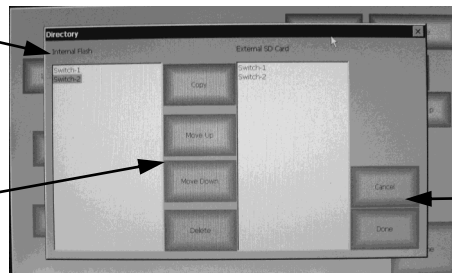 Directory
Internal Flash
External SD Card
Switch-1
Switch-2
Switch-1
Switch-2
Copy
Move Up
Move Down
Delete
Cancel
Done